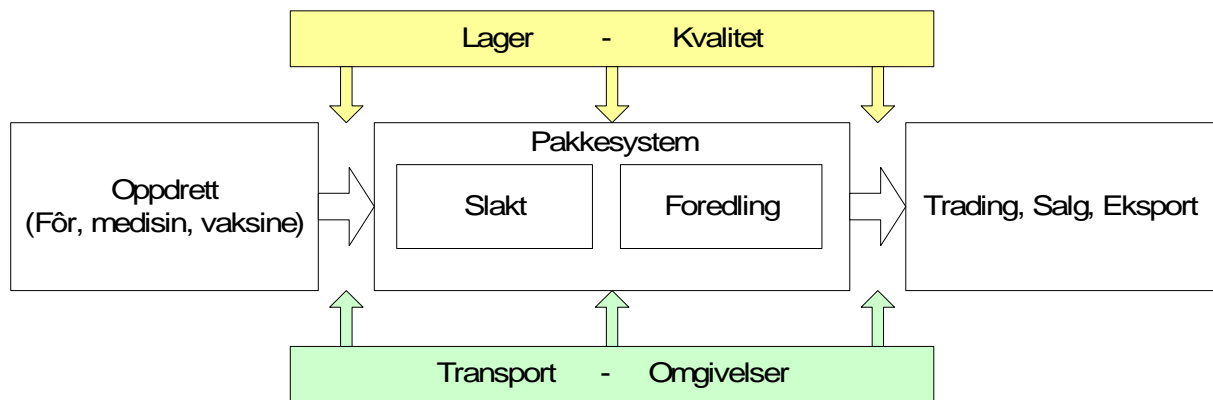 Lager - Kvalitet
Pakkesystem
Oppdrett
(Fôr, medisin, vaksine)
Slakt
Foredling
Trading, Salg, Eksport
Transport - Omgivelser